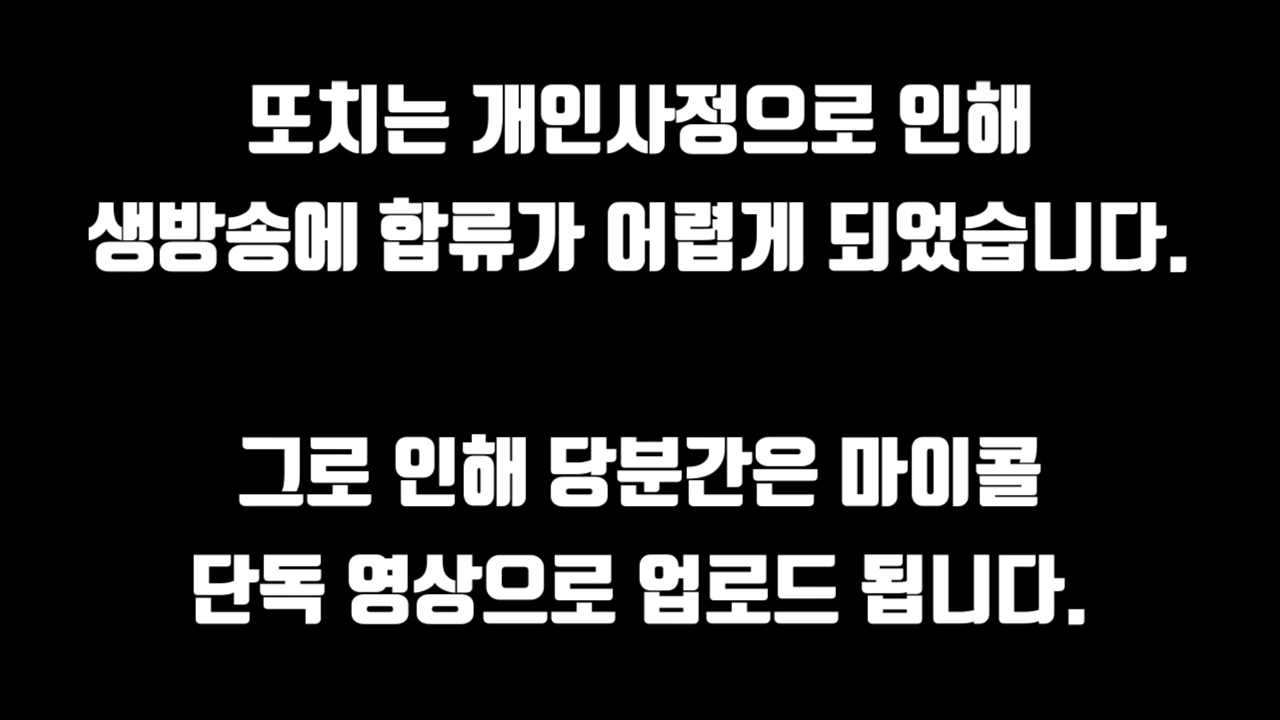 또치는 개인사정으로 인해
생방송에 합류가 어렵게 되었습니다.
그로 인해 당분간은 마이콜
단독 영상으로 업로드 됩니다.